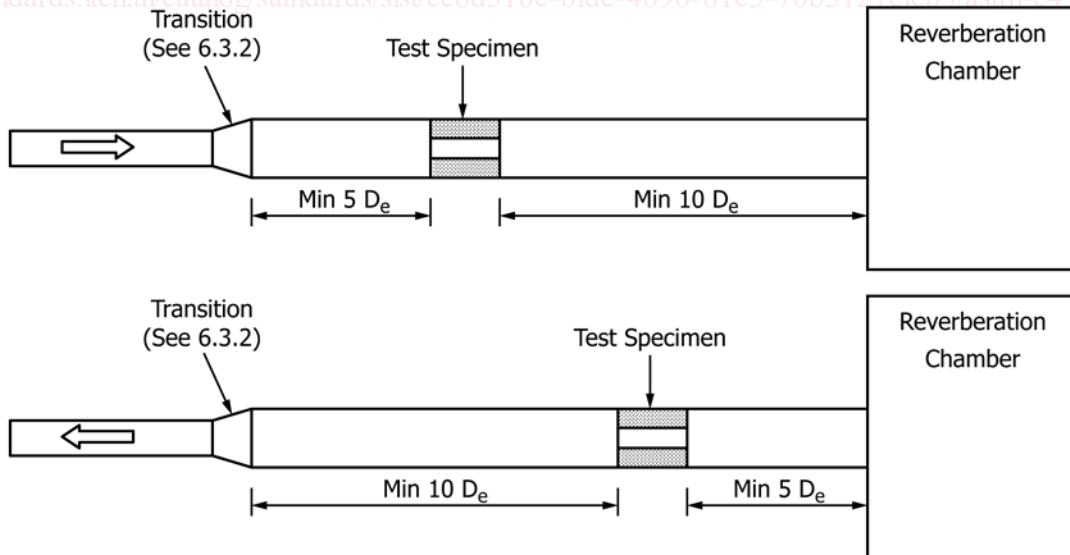 Transition
(See 6.3.2)
Test Specimen
Reverberation
Chamber
Min 5 De
Min 10 De
Transition
(See 6.3.2)
Test Specimen
Reverberation
Chamber
Min 10 De
Min 5 De